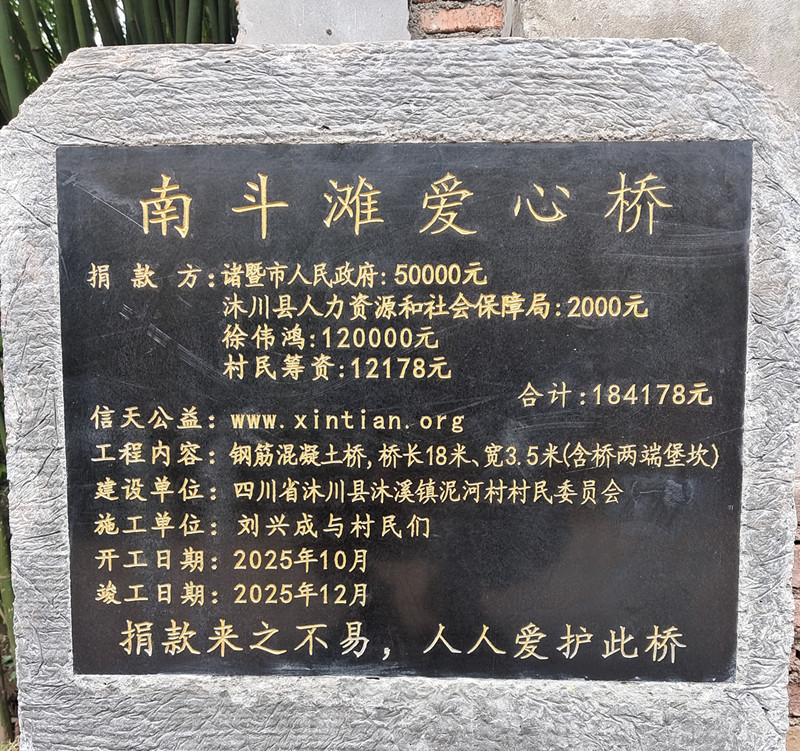 南斗滩爱心桥
捐款方:诸暨市人民政府:50000元
沐川县人力资源和社会保障局:2000元
徐伟鸿:120000元
村民筹资:12178元
合计:184178元
信天公益:www.xintian.org
工程内容:钢筋混凝土桥,桥长18米、宽3.5米(含桥两端堡坎)
建设单位:四川省沐川县沐溪镇泥河村村民委员会
施工单位:刘兴成与村民们
开工日期:2025年10月
竣工日期:2025年12月
捐款来之不易,人人爱护此桥